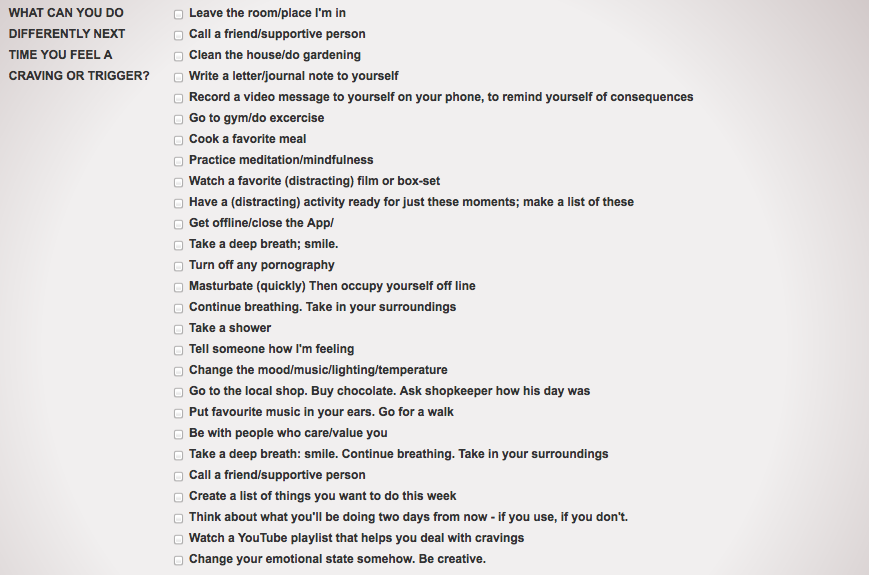 WHAT CAN YOU DO
DIFFERENTLY NEXT
TIME YOU FEEL A
CRAVING OR TRIGGER?
Leave the room/place I'm in
Call a friend/supportive person
Clean the house/do gardening
Write a letter/journal note to yourself
Record a video message to yourself on your phone, to remind yourself of consequences
Go to gym/do excercise
Cook a favorite meal
Practice meditation/mindfulness
Watch a favorite (distracting) film or box-set
Have a (distracting) activity ready for just these moments; make a list of these
Get offline/close the App/
Take a deep breath; smile.
Turn off any pornography
Masturbate (quickly) Then occupy yourself off line
Continue breathing. Take in your surroundings
Take a shower
Tell someone how I'm feeling
Change the mood/music/lighting/temperature
Go to the local shop. Buy chocolate. Ask shopkeeper how his day was
Put favourite music in your ears. Go for a walk
Be with people who care/value you
Take a deep breath: smile. Continue breathing. Take in your surroundings
Call a friend/supportive person
Create a list of things you want to do this week
Think about what you'll be doing two days from now - if you use, if you don't.
Watch a YouTube playlist that helps you deal with cravings
Change your emotional state somehow. Be creative.